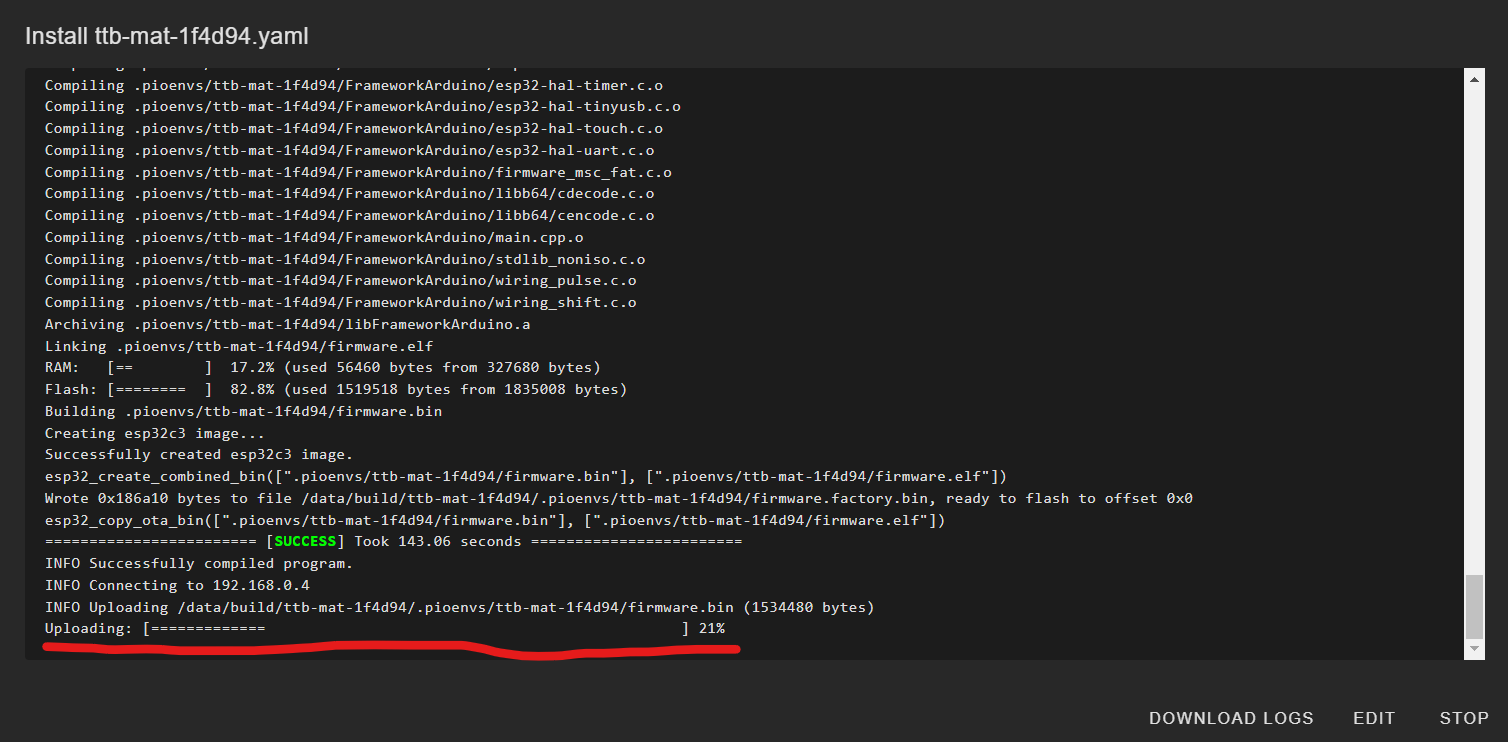 Install ttb-mat-1f4d94.yaml
Compiling .pioenvs/ttb-mat-1f4d94/FrameworkArduino/esp32-hal-timer.c.o
Compiling .pioenvs/ttb-mat-1f4d94/FrameworkArduino/esp32-hal-tinyusb.c.o
Compiling .pioenvs/ttb-mat-1f4d94/FrameworkArduino/esp32-hal-touch.c.o
Compiling .pioenvs/ttb-mat-1f4d94/FrameworkArduino/esp32-hal-uart.c.o
Compiling .pioenvs/ttb-mat-1f4d94/FrameworkArduino/firmware_msc_fat.c.o
Compiling .pioenvs/ttb-mat-1f4d94/FrameworkArduino/libb64/cdecode.c.o
Compiling .pioenvs/ttb-mat-1f4d94/FrameworkArduino/libb64/cencode.c.o
Compiling .pioenvs/ttb-mat-1f4d94/FrameworkArduino/main.cpp.o
Compiling .pioenvs/ttb-mat-1f4d94/FrameworkArduino/stdlib_noniso.c.o
Compiling .pioenvs/ttb-mat-1f4d94/FrameworkArduino/wiring_pulse.c.o
Compiling .pioenvs/ttb-mat-1f4d94/FrameworkArduino/wiring_shift.c.o
Archiving .pioenvs/ttb-mat-1f4d94/libFrameworkArduino.a
Linking .pioenvs/ttb-mat-1f4d94/firmware.elf
RAM:   [==        ]  17.2% (used 56460 bytes from 327680 bytes)
Flash: [========  ]  82.8% (used 1519518 bytes from 1835008 bytes)
Building .pioenvs/ttb-mat-1f4d94/firmware.bin
Creating esp32c3 image...
Successfully created esp32c3 image.
esp32_create_combined_bin([".pioenvs/ttb-mat-1f4d94/firmware.bin"], [".pioenvs/ttb-mat-1f4d94/firmware.elf"])
Wrote 0x186a10 bytes to file /data/build/ttb-mat-1f4d94/.pioenvs/ttb-mat-1f4d94/firmware.factory.bin, ready to flash to offset 0x0
esp32_copy_ota_bin([".pioenvs/ttb-mat-1f4d94/firmware.bin"], [".pioenvs/ttb-mat-1f4d94/firmware.elf"])
======================== [SUCCESS] Took 143.06 seconds ========================
INFO Successfully compiled program.
INFO Connecting to 192.168.0.4
INFO Uploading /data/build/ttb-mat-1f4d94/.pioenvs/ttb-mat-1f4d94/firmware.bin (1534480 bytes)
Uploading: [=============                                               ] 21%
DOWNLOAD LOGS EDIT STOP